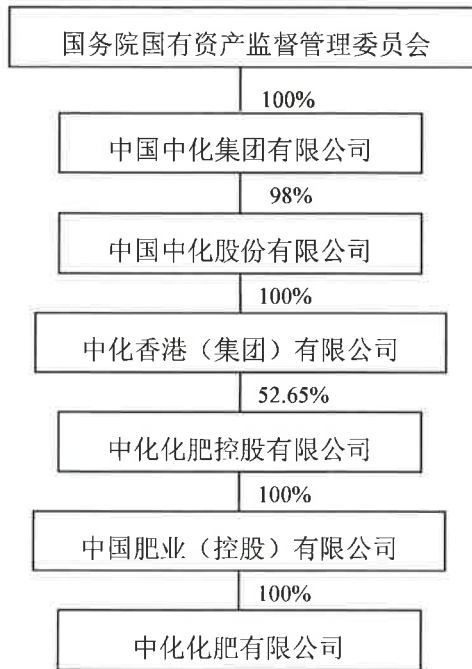 国务院国有资产监督管理委员会
100%
中国中化集团有限公司
98%
中国中化股份有限公司
100%
中化香港（集团）有限公司
52.65%
中化化肥控股有限公司
100%
中国肥业（控股）有限公司
100%
中化化肥有限公司